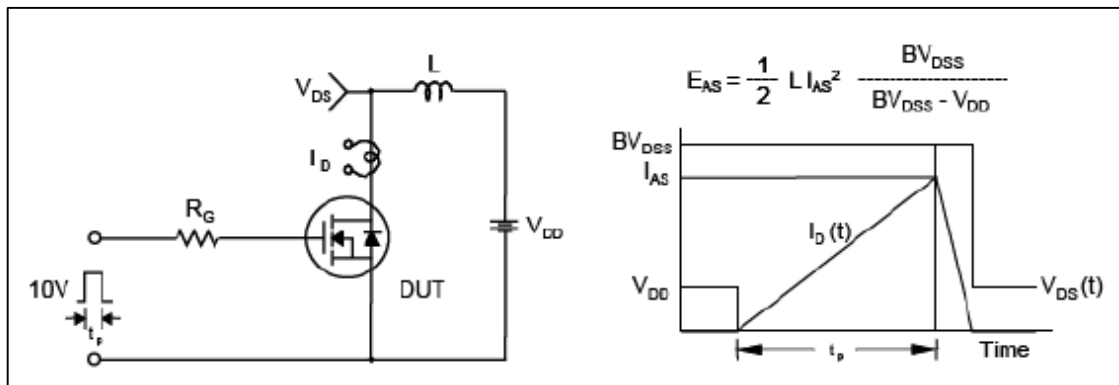 L
V_DS
I_D
R_G
V_DD
10V
DUT
t_p
E_AS = 1/2 L I_AS² BV_DSS / (BV_DSS - V_DD)
BV_DSS
I_AS
I_D (t)
V_DD
V_DS (t)
t_p
Time